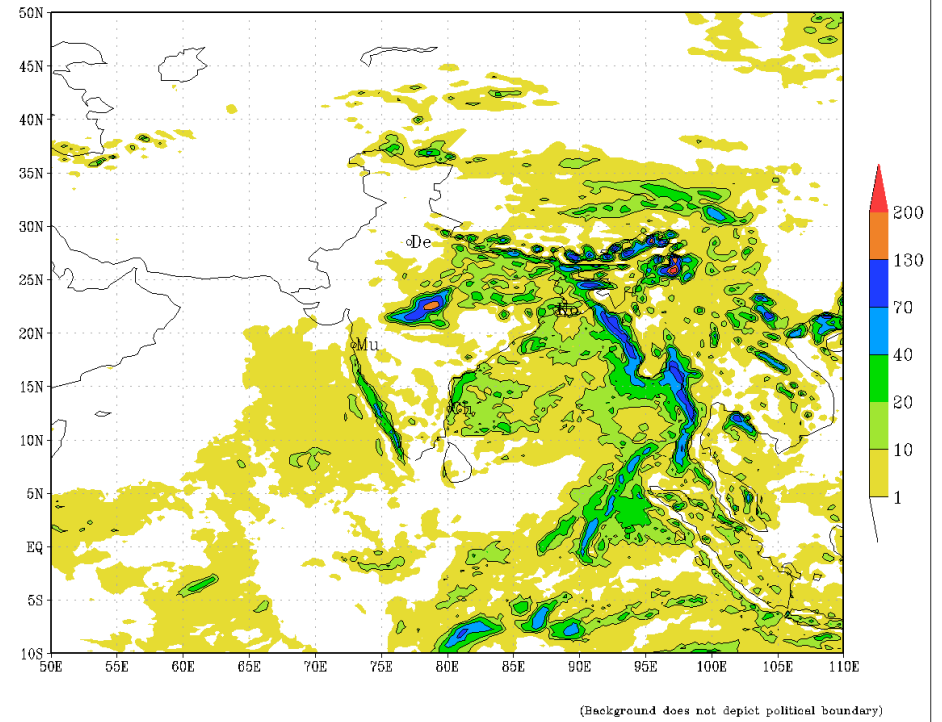 50N
45N
40N
35N
30N
25N
20N
15N
10N
5N
EQ
5S
10S
50E 55E 60E 65E 70E 75E 80E 85E 90E 95E 100E 105E 110E
De
Mu
200
130
70
40
20
10
1
(Background does not depict political boundary)